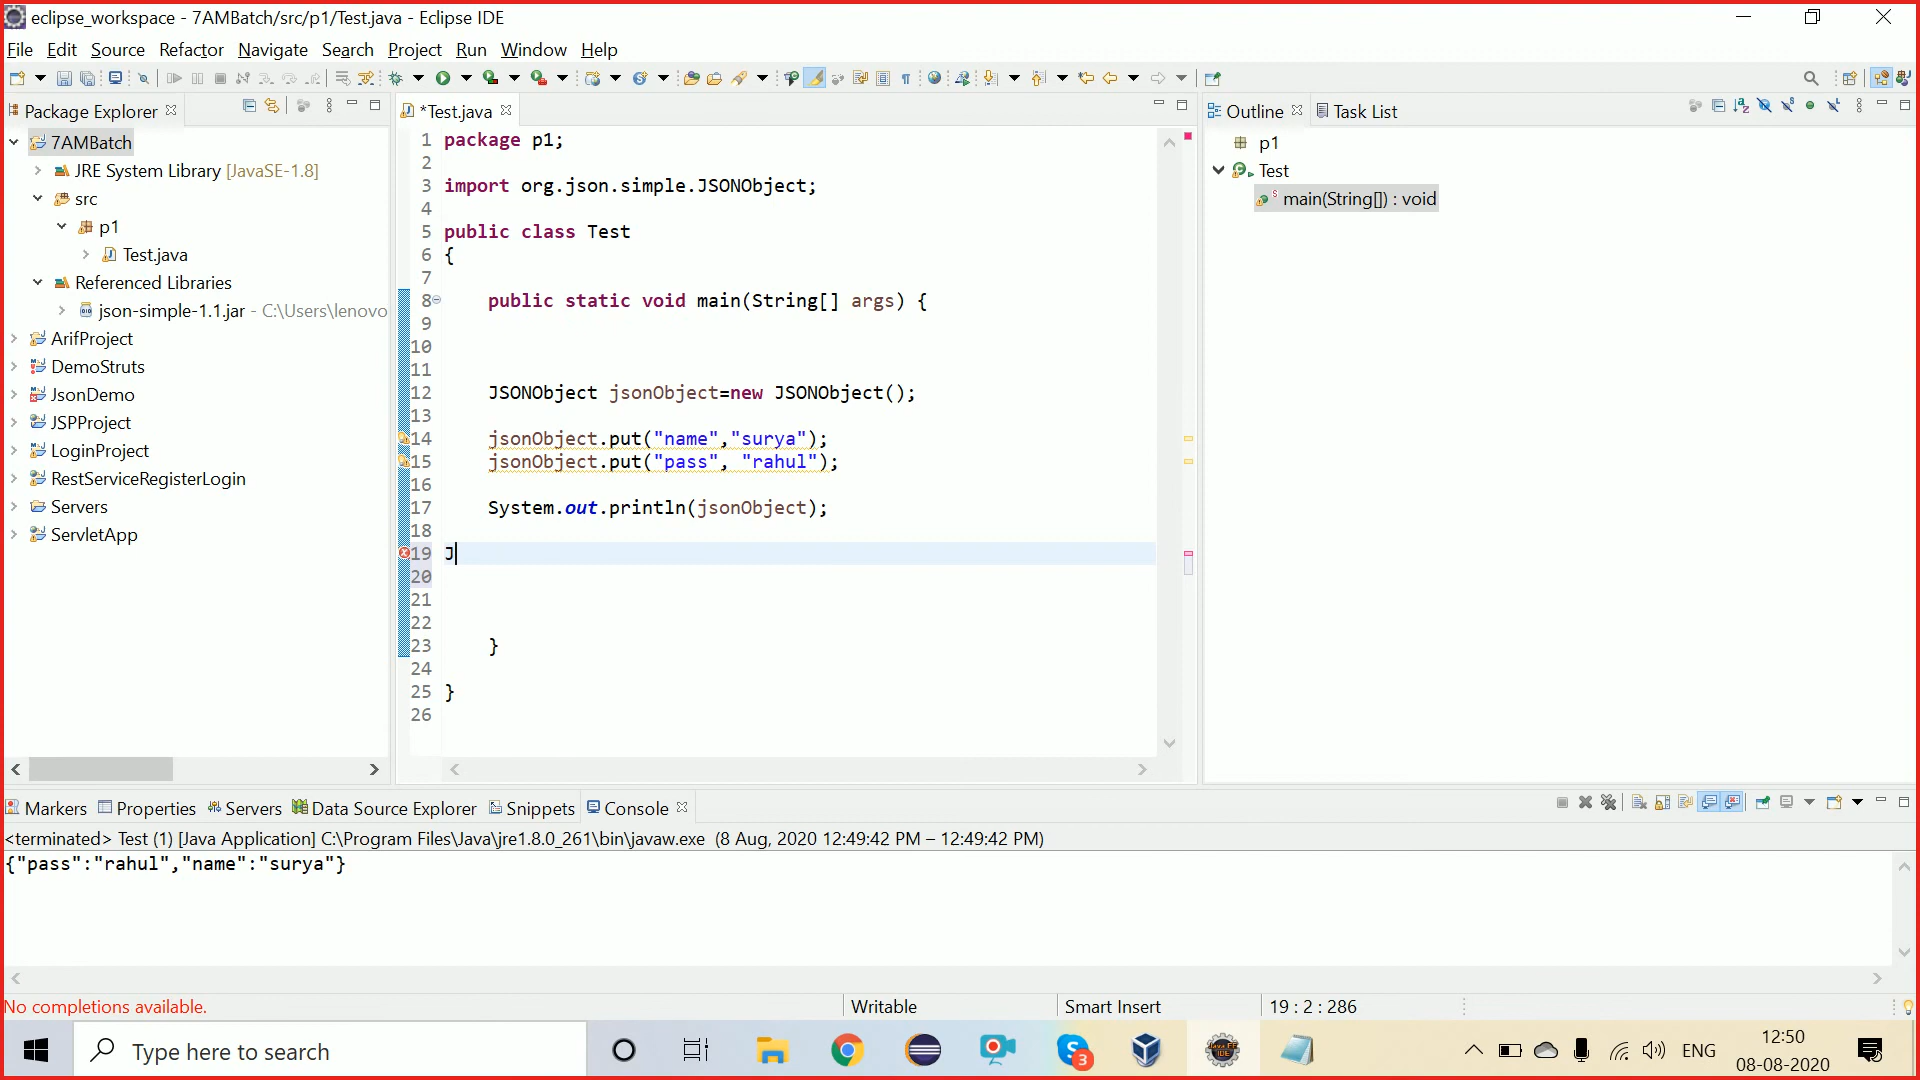 eclipse_workspace - 7AMBatch/src/p1/Test.java - Eclipse IDE
File Edit Source Refactor Navigate Search Project Run Window Help
Package Explorer
7AMBatch
JRE System Library [JavaSE-1.8]
src
p1
Test.java
Referenced Libraries
json-simple-1.1.jar - C:\Users\lenovo
ArifProject
DemoStruts
JsonDemo
JSPProject
LoginProject
RestServiceRegisterLogin
Servers
ServletApp
*Test.java
1 package p1;
2
3 import org.json.simple.JSONObject;
4
5 public class Test
6 {
7
8 public static void main(String[] args) {
9
10
11
12 JSONObject jsonObject=new JSONObject();
13
14 jsonObject.put("name","surya");
15 jsonObject.put("pass", "rahul");
16
17 System.out.println(jsonObject);
18
19 J
20
21
22
23 }
24
25 }
26
Outline Task List
p1
Test
main(String[]) : void
Markers Properties Servers Data Source Explorer Snippets Console
<terminated> Test (1) [Java Application] C:\Program Files\Java\jre1.8.0_261\bin\javaw.exe (8 Aug, 2020 12:49:42 PM – 12:49:42 PM)
{"pass":"rahul","name":"surya"}
No completions available. Writable Smart Insert 19 : 2 : 286
Type here to search
3
ENG
12:50
08-08-2020